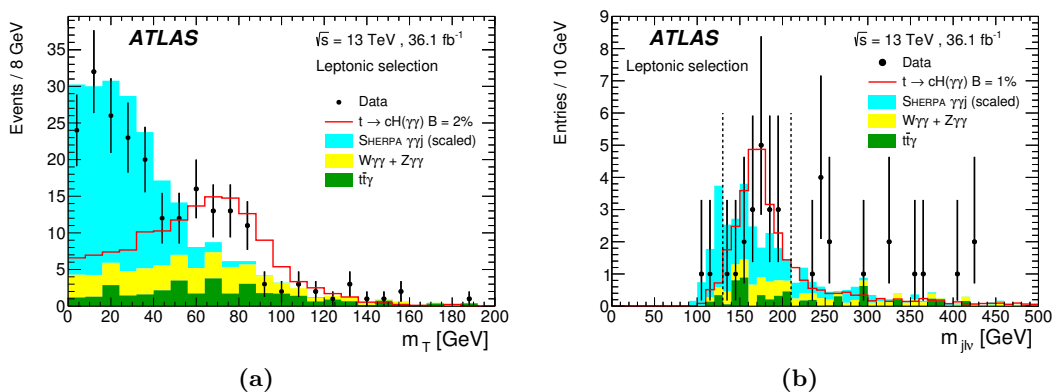 Events / 8 GeV
35
30
25
20
15
10
5
0
ATLAS
√s = 13 TeV , 36.1 fb⁻¹
Leptonic selection
Data
t → cH(γγ) B = 2%
SHERPA γγj (scaled)
Wγγ + Zγγ
tt̄γ
0 20 40 60 80 100 120 140 160 180 200
m_T [GeV]
(a)
Entries / 10 GeV
9
8
7
6
5
4
3
2
1
0
ATLAS
√s = 13 TeV , 36.1 fb⁻¹
Leptonic selection
Data
t → cH(γγ) B = 1%
SHERPA γγj (scaled)
Wγγ + Zγγ
tt̄γ
0 50 100 150 200 250 300 350 400 450 500
m_jlν [GeV]
(b)